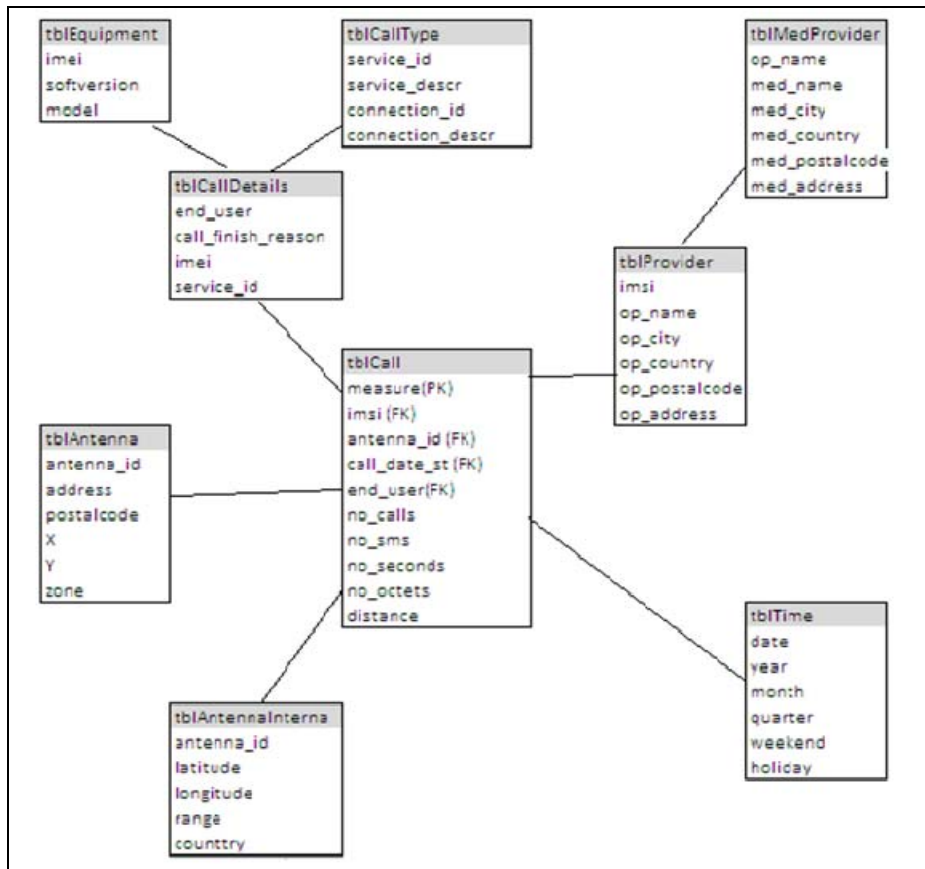 tblEquipment
imei
softversion
model
tblCallType
service_id
service_descr
connection_id
connection_descr
tblMedProvider
op_name
med_name
med_city
med_country
med_postalcode
med_address
tblCallDetails
end_user
call_finish_reason
imei
service_id
tblProvider
imsi
op_name
op_city
op_country
op_postalcode
op_address
tblCall
measure(PK)
imsi (FK)
antenna_id (FK)
call_date_st (FK)
end_user(FK)
no_calls
no_sms
no_seconds
no_octets
distance
tblAntenna
antenna_id
address
postalcode
X
Y
zone
tblTime
date
year
month
quarter
weekend
holiday
tblAntennaInterna
antenna_id
latitude
longitude
range
counttry